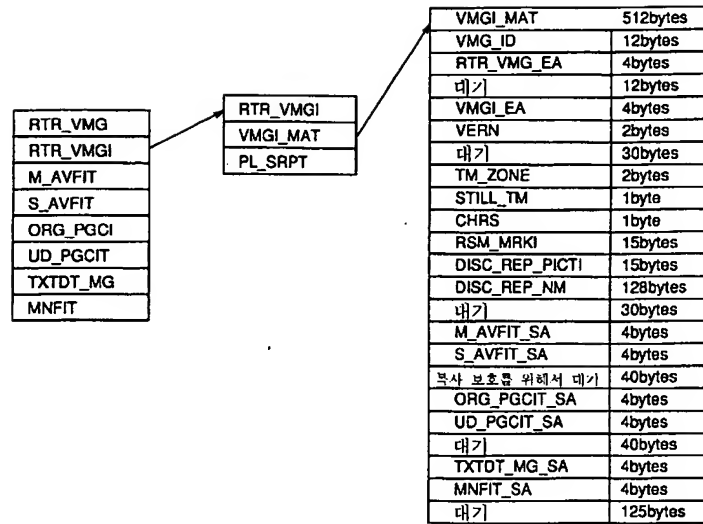 RTR_VMG
RTR_VMGI
M_AVFIT
S_AVFIT
ORG_PGCI
UD_PGCIT
TXTDT_MG
MNFIT
RTR_VMGI
VMGI_MAT
PL_SRPT
VMGI_MAT 512bytes
VMG_ID 12bytes
RTR_VMG_EA 4bytes
대기 12bytes
VMGI_EA 4bytes
VERN 2bytes
대기 30bytes
TM_ZONE 2bytes
STILL_TM 1byte
CHRS 1byte
RSM_MRKI 15bytes
DISC_REP_PICTI 15bytes
DISC_REP_NM 128bytes
대기 30bytes
M_AVFIT_SA 4bytes
S_AVFIT_SA 4bytes
복사 보호를 위해서 대기 40bytes
ORG_PGCIT_SA 4bytes
UD_PGCIT_SA 4bytes
대기 40bytes
TXTDT_MG_SA 4bytes
MNFIT_SA 4bytes
대기 125bytes